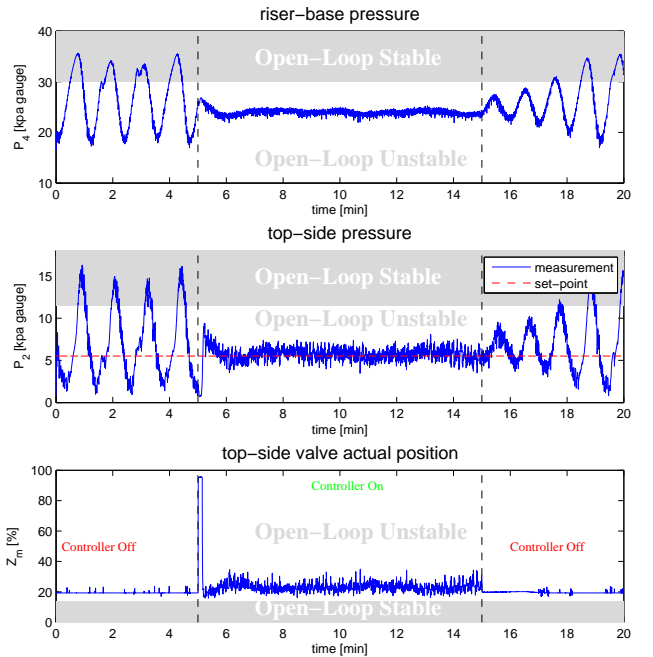 riser−base pressure
40
30
20
10
P4 [kpa gauge]
Open−Loop Stable
Open−Loop Unstable
0 2 4 6 8 10 12 14 16 18 20
time [min]
top−side pressure
15
10
5
0
P2 [kpa gauge]
Open−Loop Stable
Open−Loop Unstable
measurement
set−point
0 2 4 6 8 10 12 14 16 18 20
time [min]
top−side valve actual position
100
80
60
40
20
0
Zm [%]
Controller On
Open−Loop Unstable
Controller Off
Controller Off
Open−Loop Stable
0 2 4 6 8 10 12 14 16 18 20
time [min]